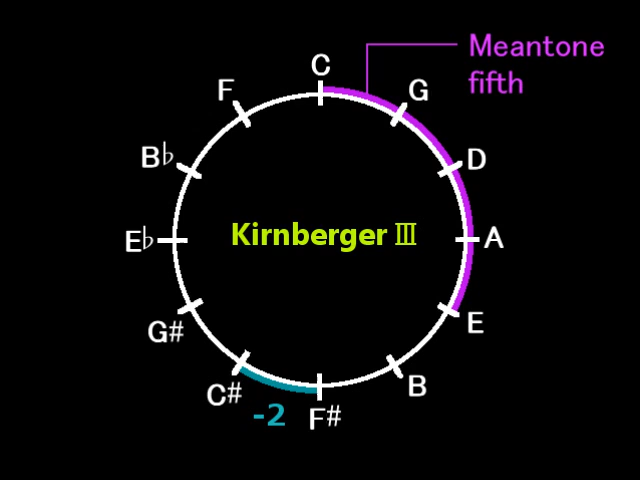 Meantone
fifth
C
G
D
A
E
B
F#
-2
C#
G#
E♭
B♭
F
Kirnberger Ⅲ